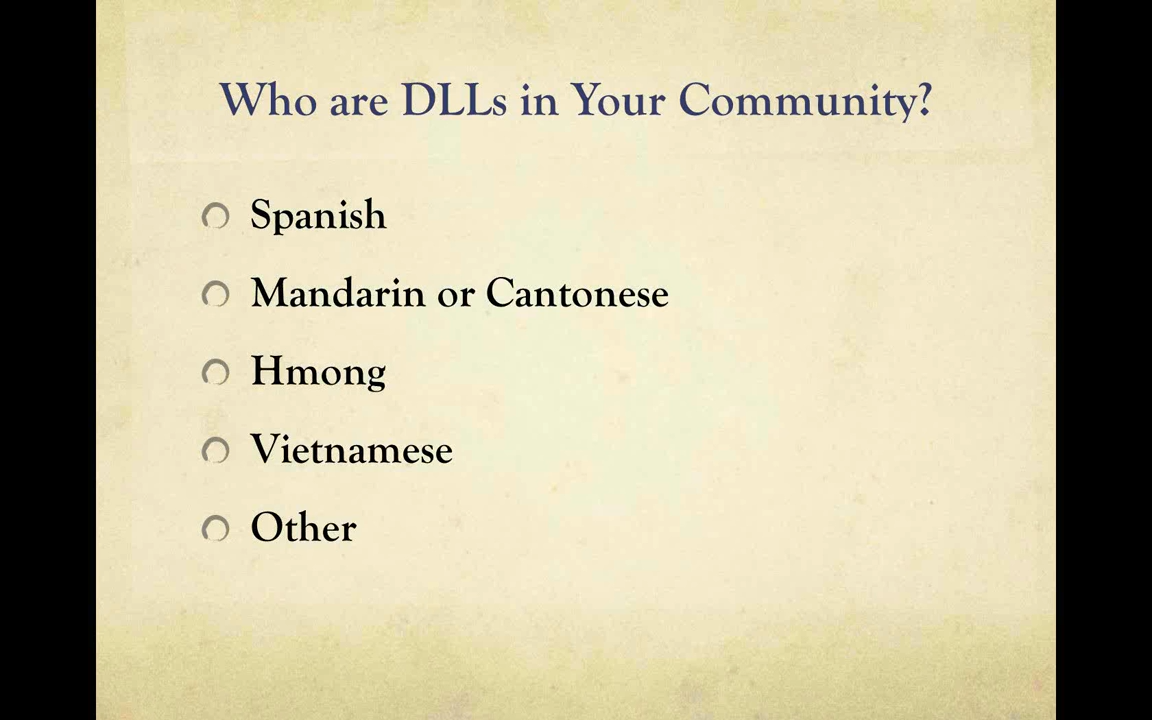 Who are DLLs in Your Community?
Spanish
Mandarin or Cantonese
Hmong
Vietnamese
Other